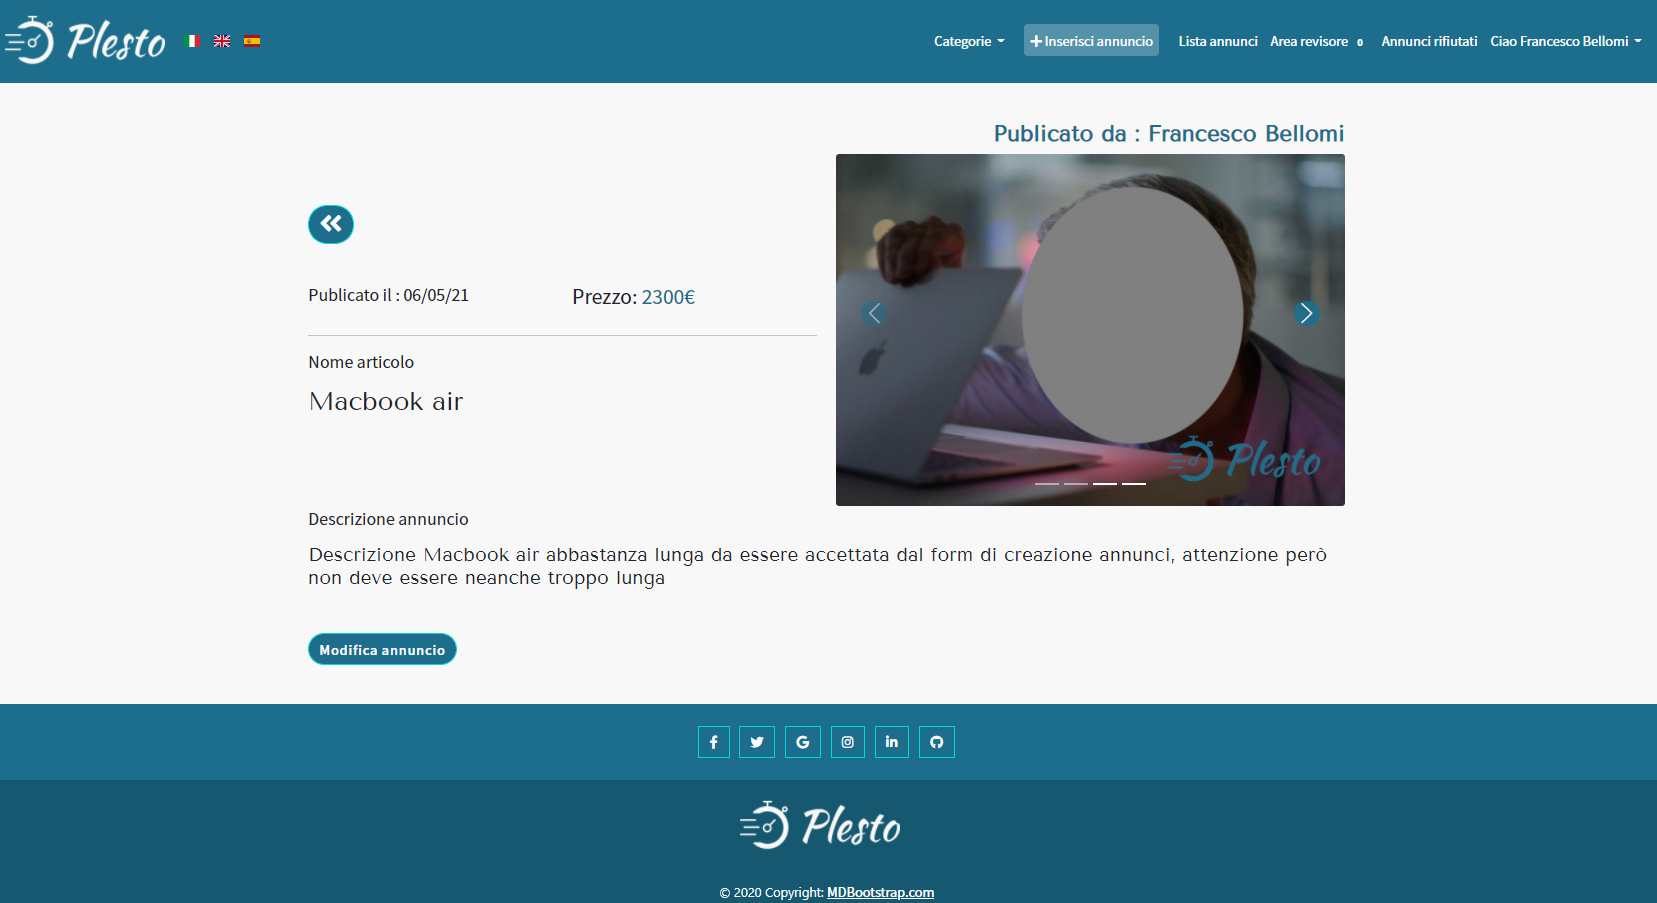 Plesto
Categorie
Inserisci annuncio
Lista annunci
Area revisore 0
Annunci rifiutati
Ciao Francesco Bellomi
Publicato da : Francesco Bellomi
Publicato il : 06/05/21
Prezzo: 2300€
Nome articolo
Macbook air
Plesto
Descrizione annuncio
Descrizione Macbook air abbastanza lunga da essere accettata dal form di creazione annunci, attenzione però
non deve essere neanche troppo lunga
Modifica annuncio
Plesto
© 2020 Copyright: MDBootstrap.com